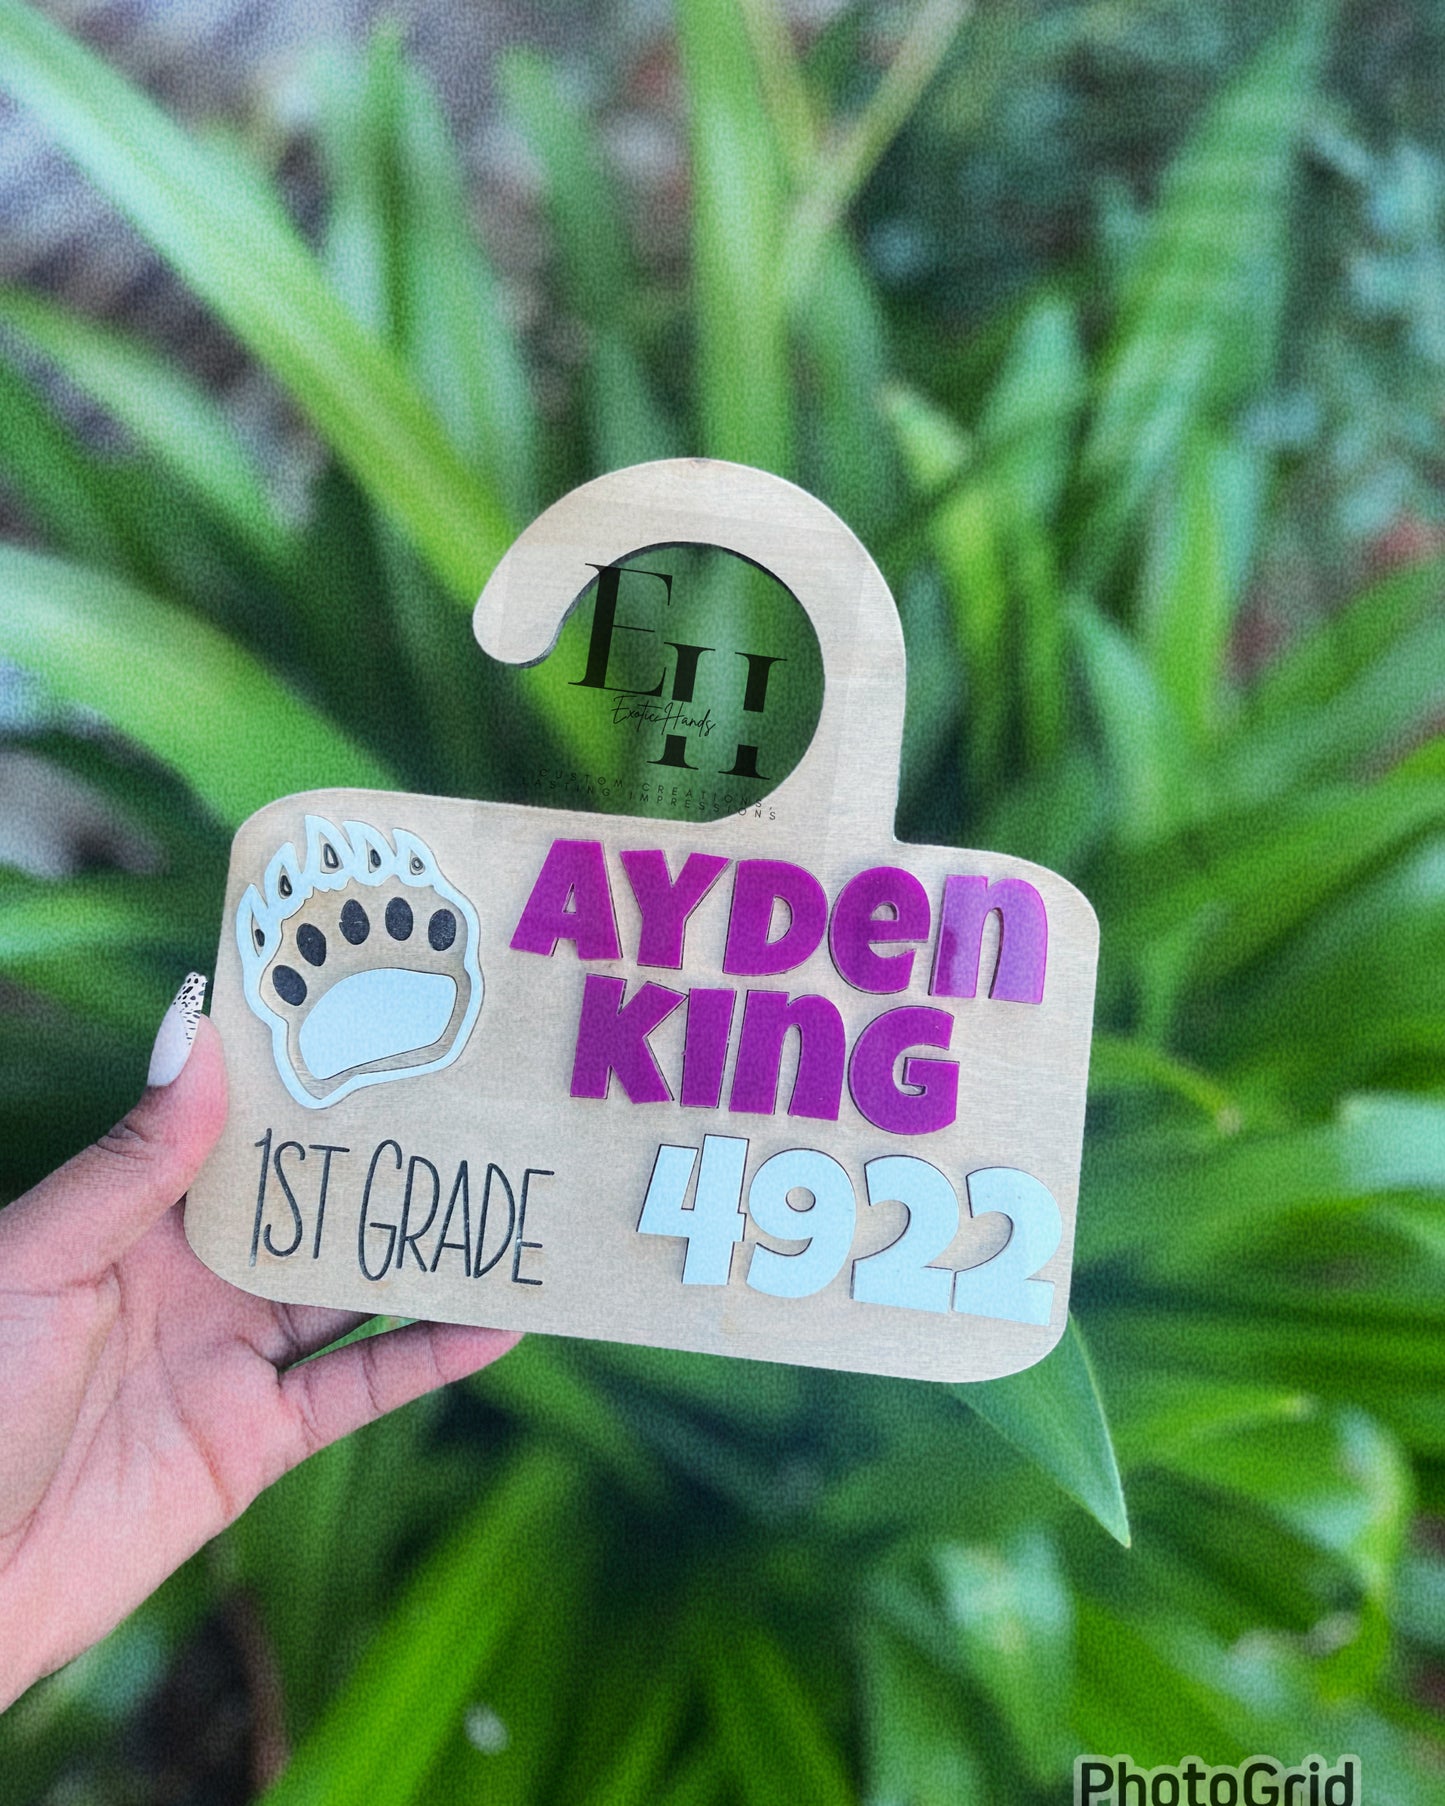 EH
Exotic Hands
CUSTOM CREATIONS,
LASTING IMPRESSIONS
AYDEN
KING
1ST GRADE
4922
PhotoGrid